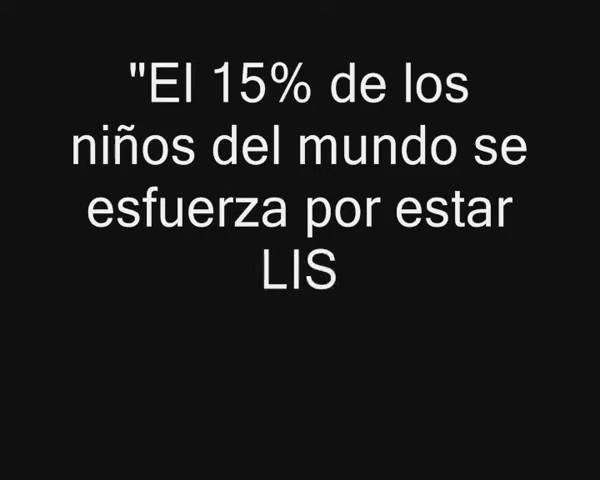 "El 15% de los
niños del mundo se
esfuerza por estar
LIS